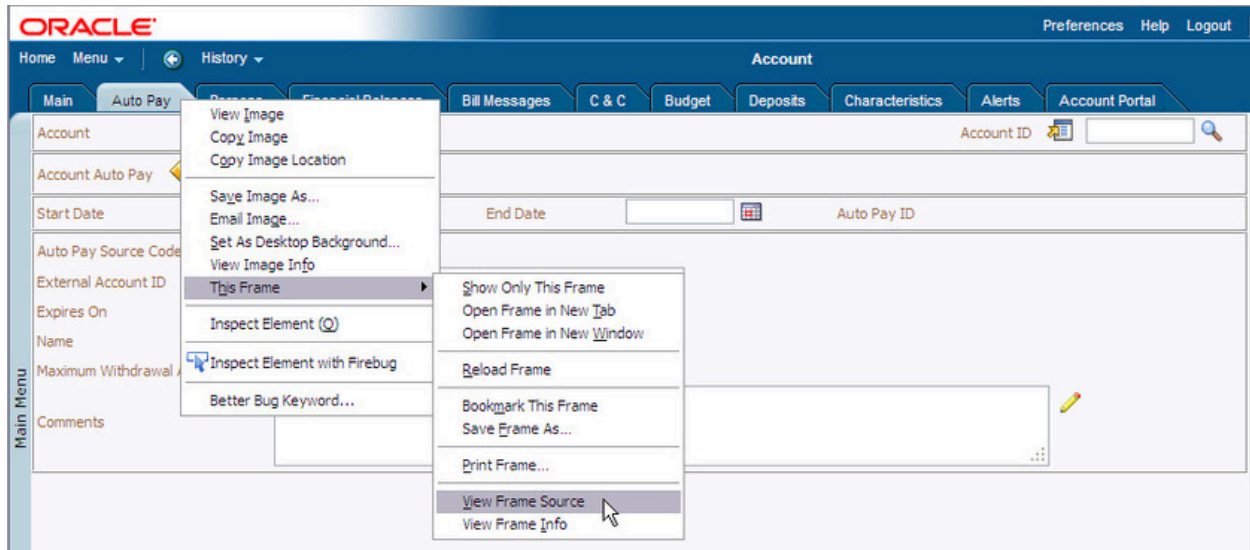 ORACLE
Preferences Help Logout
Home Menu History Account
Main Auto Pay Persons Financial Balances Bill Messages C & C Budget Deposits Characteristics Alerts Account Portal
Account Account ID
Account Auto Pay
Start Date End Date Auto Pay ID
Auto Pay Source Code
External Account ID
Expires On
Name
Maximum Withdrawal
Comments
Main Menu
View Image
Copy Image
Copy Image Location
Save Image As...
Email Image...
Set As Desktop Background...
View Image Info
This Frame
Inspect Element (Q)
Inspect Element with Firebug
Better Bug Keyword...
Show Only This Frame
Open Frame in New Tab
Open Frame in New Window
Reload Frame
Bookmark This Frame
Save Frame As...
Print Frame...
View Frame Source
View Frame Info